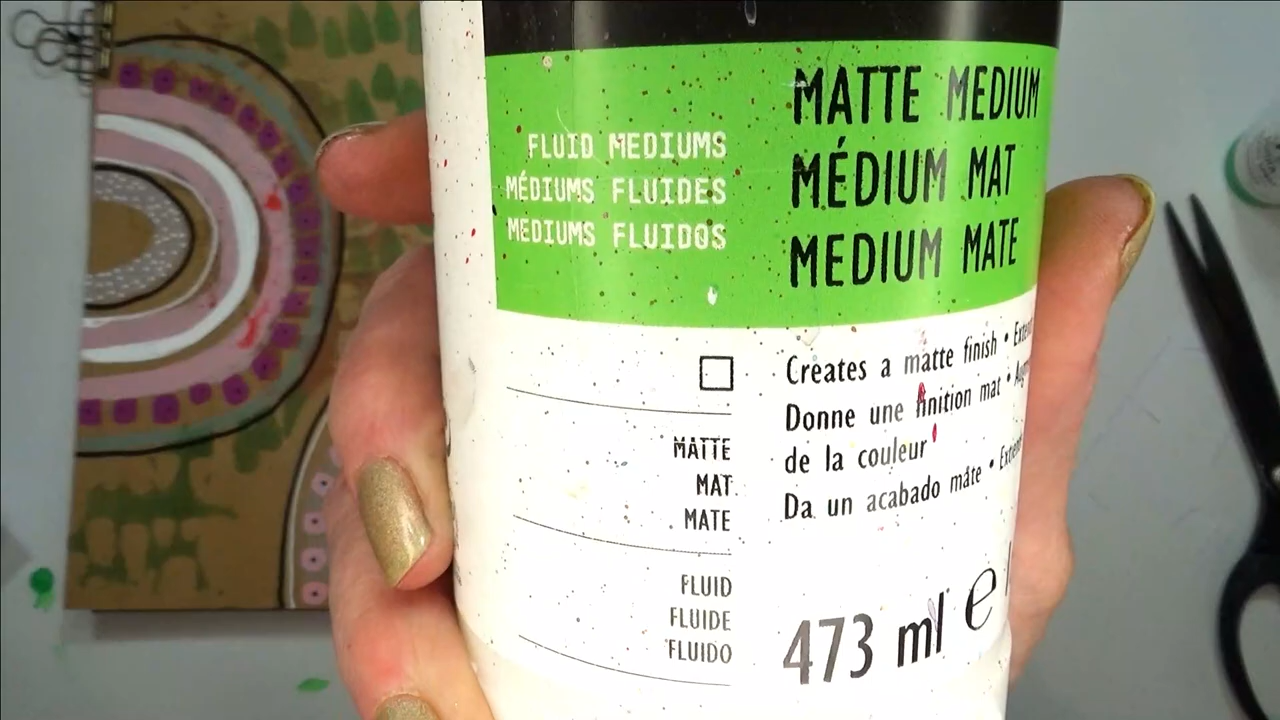 MATTE MEDIUM
MÉDIUM MAT
MEDIUM MATE
FLUID MEDIUMS
MÉDIUMS FLUIDES
MEDIUMS FLUIDOS
Creates a matte finish •
Donne une finition mat •
de la couleur
Da un acabado mate •
MATTE
MAT
MATE
FLUID
FLUIDE
FLUIDO
473 ml e